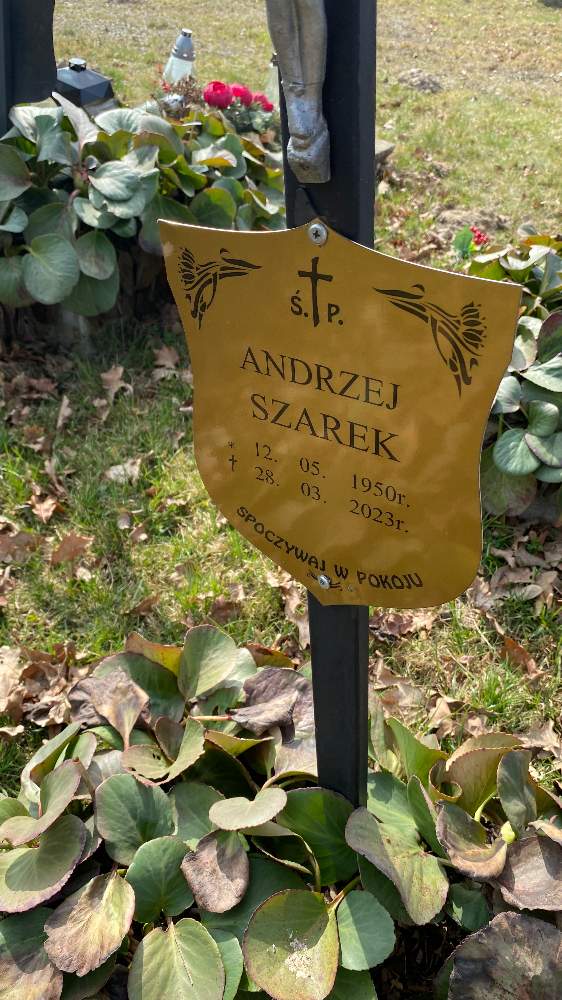 Ś. P.
ANDRZEJ
SZAREK
* 12. 05. 1950r.
† 28. 03. 2023r.
SPOCZYWAJ W POKOJU